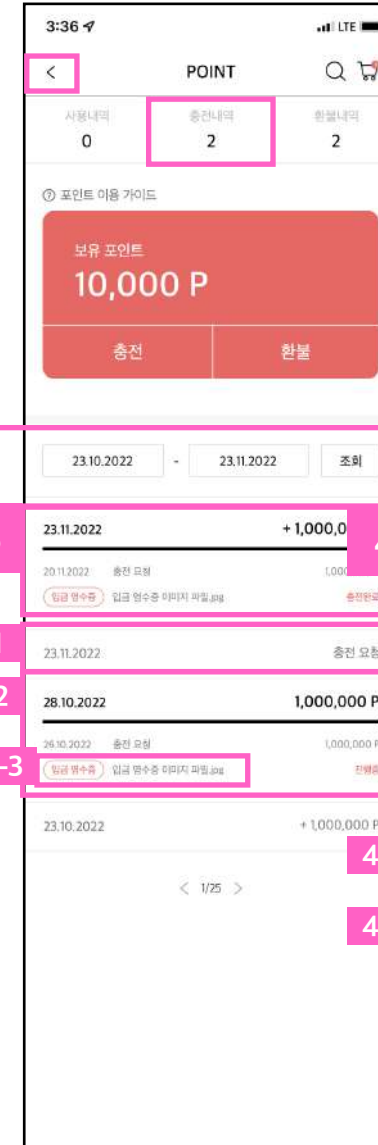 3:36
LTE
< POINT
사용내역 충전내역 환불내역
0 2 2
? 포인트 이용 가이드
보유 포인트
10,000 P
충전 환불
23.10.2022 - 23.11.2022 조회
23.11.2022 + 1,000,0
20.11.2022 충전 요청 1,000
입금 영수증 입금 영수증 이미지 파일.jpg 충전완료
23.11.2022 충전 요청
2
28.10.2022 1,000,000 P
26.10.2022 충전 요청 1,000,000 P
-3 입금 영수증 입금 영수증 이미지 파일.jpg 진행중
23.10.2022 + 1,000,000 P
4
< 1/25 >
4